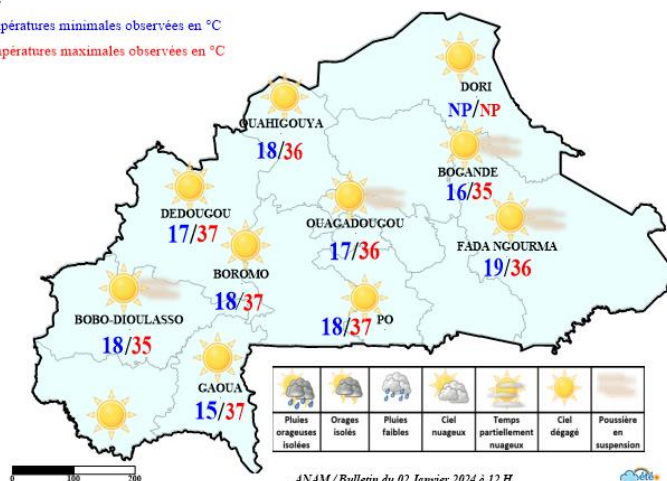 pératures minimales observées en °C
pératures maximales observées en °C
DORI
NP/NP
OUAHIGOUYA
18/36
BOGANDE
16/35
DEDOUGOU
17/37
OUAGADOUGOU
17/36
FADA NGOURMA
19/36
BOROMO
18/37
BOBO-DIOULASSO
18/35
18/37 PO
GAOUA
15/37
Pluies orageuses isolées
Orages isolés
Pluies faibles
Ciel nuageux
Temps partiellement nuageux
Ciel dégagé
Poussière en suspension
0 100 200
ANAM / Bulletin du 02 Janvier 2024 à 12 H